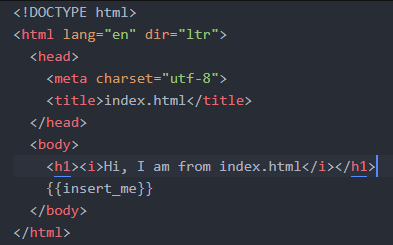 <!DOCTYPE html>
<html lang="en" dir="ltr">
  <head>
    <meta charset="utf-8">
    <title>index.html</title>
  </head>
  <body>
    <h1><i>Hi, I am from index.html</i></h1>
    {{insert_me}}
  </body>
</html>